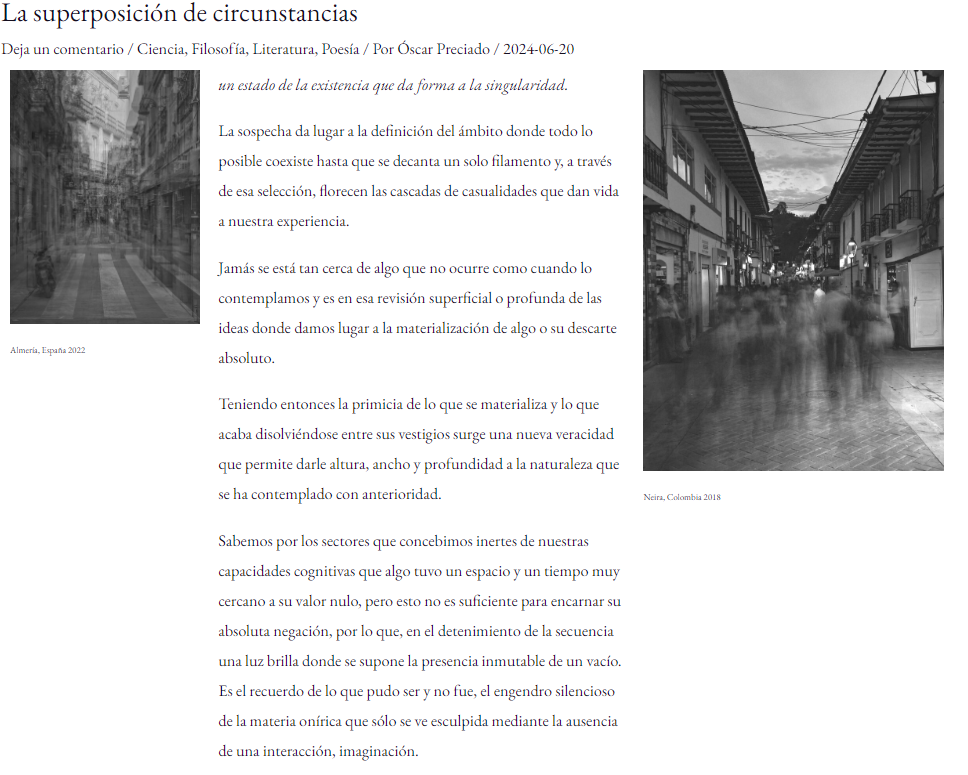 La superposición de circunstancias
Deja un comentario / Ciencia, Filosofía, Literatura, Poesía / Por Óscar Preciado / 2024-06-20
Almería, España 2022
un estado de la existencia que da forma a la singularidad.
La sospecha da lugar a la definición del ámbito donde todo lo
posible coexiste hasta que se decanta un solo filamento y, a través
de esa selección, florecen las cascadas de casualidades que dan vida
a nuestra experiencia.
Jamás se está tan cerca de algo que no ocurre como cuando lo
contemplamos y es en esa revisión superficial o profunda de las
ideas donde damos lugar a la materialización de algo o su descarte
absoluto.
Teniendo entonces la primicia de lo que se materializa y lo que
acaba disolviéndose entre sus vestigios surge una nueva veracidad
que permite darle altura, ancho y profundidad a la naturaleza que
se ha contemplado con anterioridad.
Sabemos por los sectores que concebimos inertes de nuestras
capacidades cognitivas que algo tuvo un espacio y un tiempo muy
cercano a su valor nulo, pero esto no es suficiente para encarnar su
absoluta negación, por lo que, en el detenimiento de la secuencia
una luz brilla donde se supone la presencia inmutable de un vacío.
Es el recuerdo de lo que pudo ser y no fue, el engendro silencioso
de la materia onírica que sólo se ve esculpida mediante la ausencia
de una interacción, imaginación.
Neira, Colombia 2018